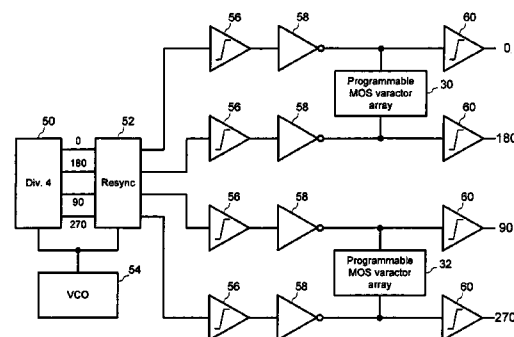 56
58
60
0
Programmable
MOS varactor
array
30
56
58
60
180
50
52
0
180
90
270
Div. 4
Resync
56
58
60
90
54
VCO
Programmable
MOS varactor
array
32
56
58
60
270